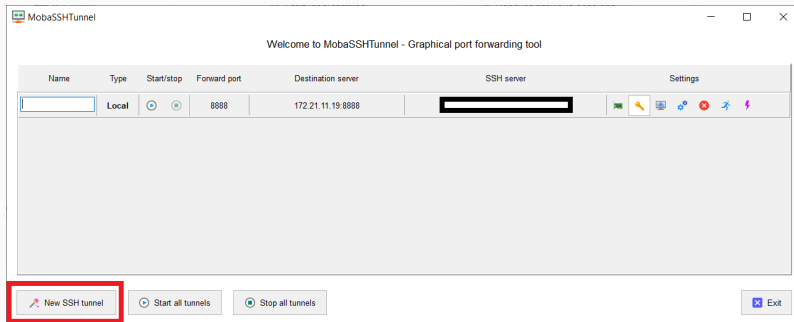 MobaSSHTunnel
Welcome to MobaSSHTunnel - Graphical port forwarding tool
Name Type Start/stop Forward port Destination server SSH server Settings
Local 8888 172.21.11.19:8888
New SSH tunnel Start all tunnels Stop all tunnels Exit